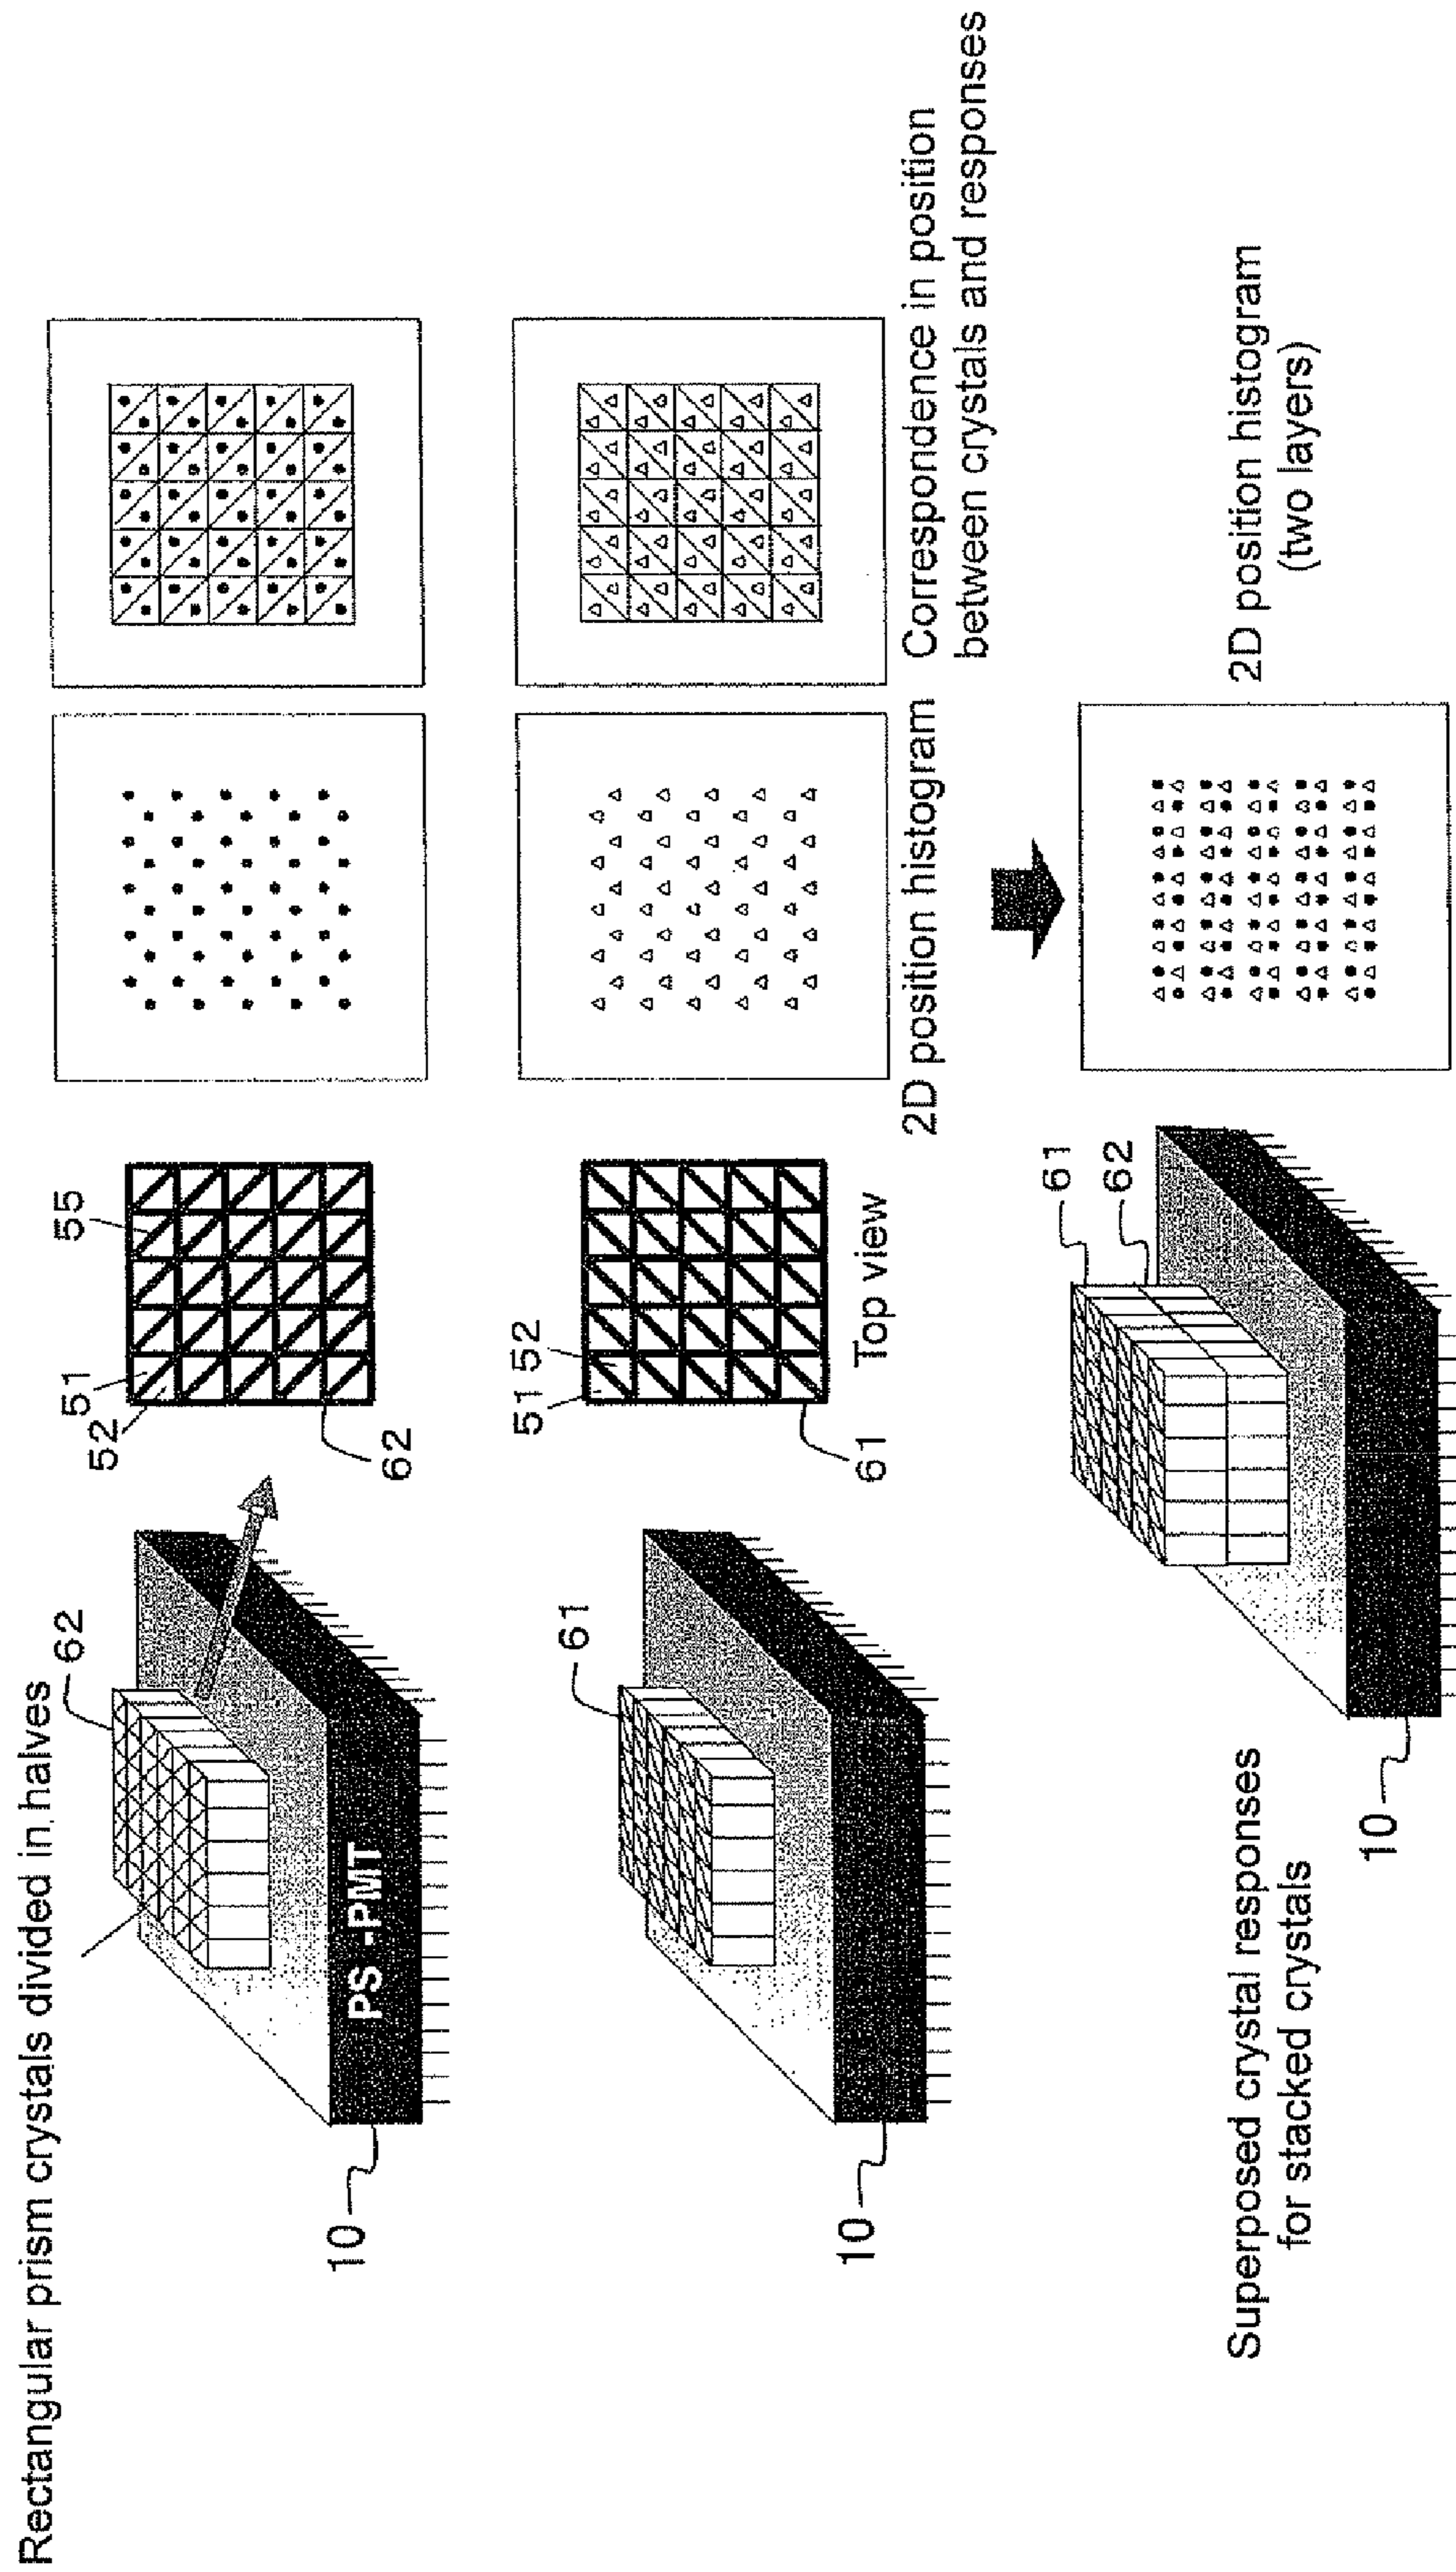 Rectangular prism crystals divided in halves
62
51
52
55
62
PS-PMT
10
61
51
52
61
Top view
10
2D position histogram
Correspondence in position
between crystals and responses
Superposed crystal responses
for stacked crystals
61
62
10
2D position histogram
(two layers)